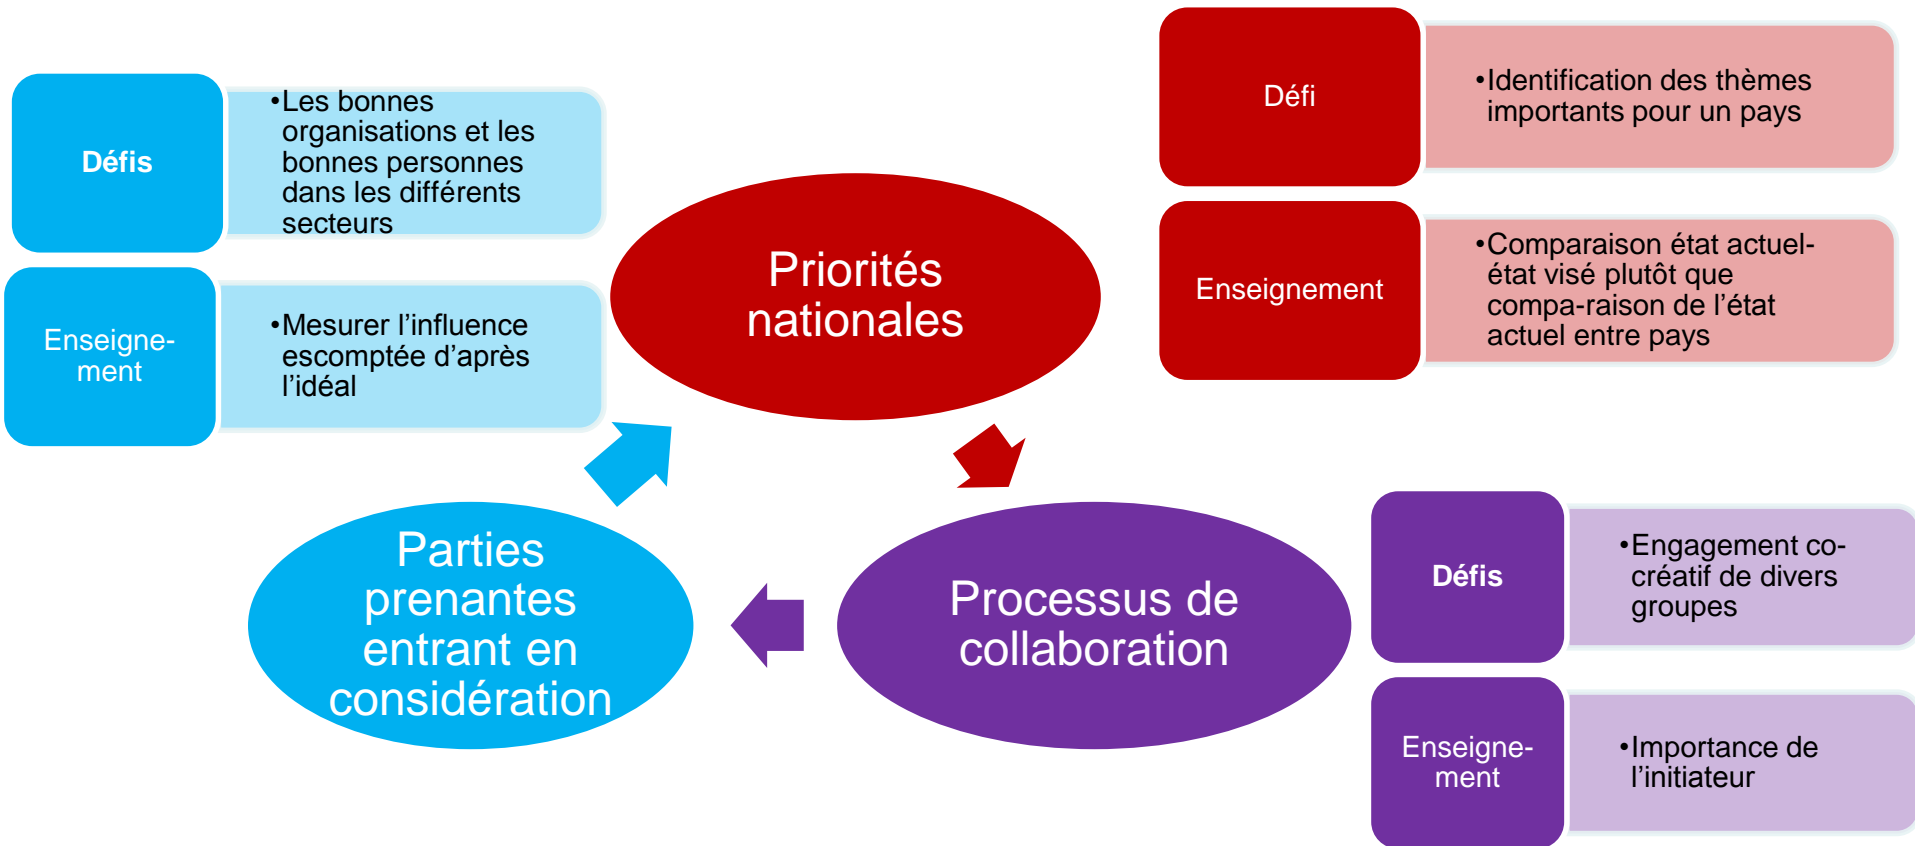 Défis
•Les bonnes
organisations et les
bonnes personnes
dans les différents
secteurs
Enseigne-
ment
•Mesurer l’influence
escomptée d’après
l’idéal
Priorités
nationales
Défi
•Identification des thèmes
importants pour un pays
Enseignement
•Comparaison état actuel-
état visé plutôt que
compa-raison de l’état
actuel entre pays
Parties
prenantes
entrant en
considération
Processus de
collaboration
Défis
•Engagement co-
créatif de divers
groupes
Enseigne-
ment
•Importance de
l’initiateur